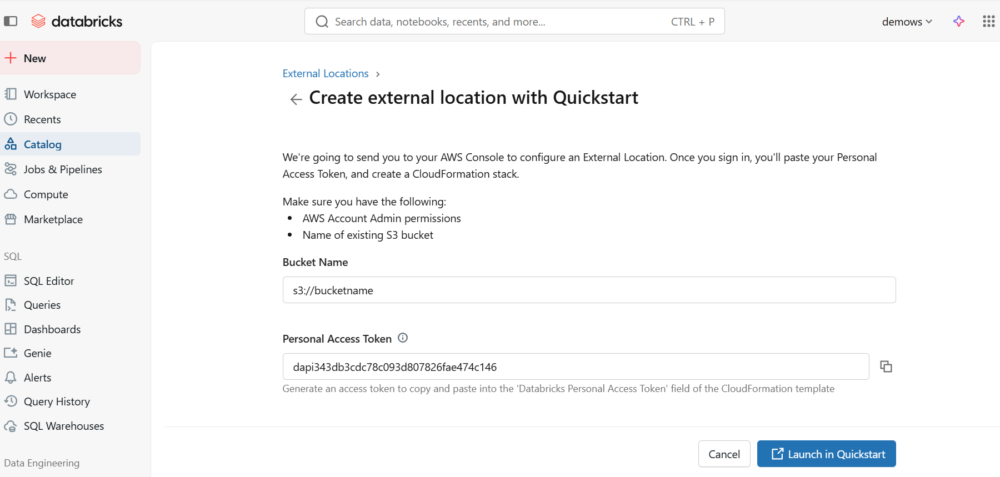 databricks
Search data, notebooks, recents, and more...
CTRL + P
demows
New
Workspace
Recents
Catalog
Jobs & Pipelines
Compute
Marketplace
SQL
SQL Editor
Queries
Dashboards
Genie
Alerts
Query History
SQL Warehouses
Data Engineering
External Locations
Create external location with Quickstart
We're going to send you to your AWS Console to configure an External Location. Once you sign in, you'll paste your Personal
Access Token, and create a CloudFormation stack.
Make sure you have the following:
• AWS Account Admin permissions
• Name of existing S3 bucket
Bucket Name
s3://bucketname
Personal Access Token
dapi343db3cdc78c093d807826fae474c146
Generate an access token to copy and paste into the 'Databricks Personal Access Token' field of the CloudFormation template
Cancel
Launch in Quickstart